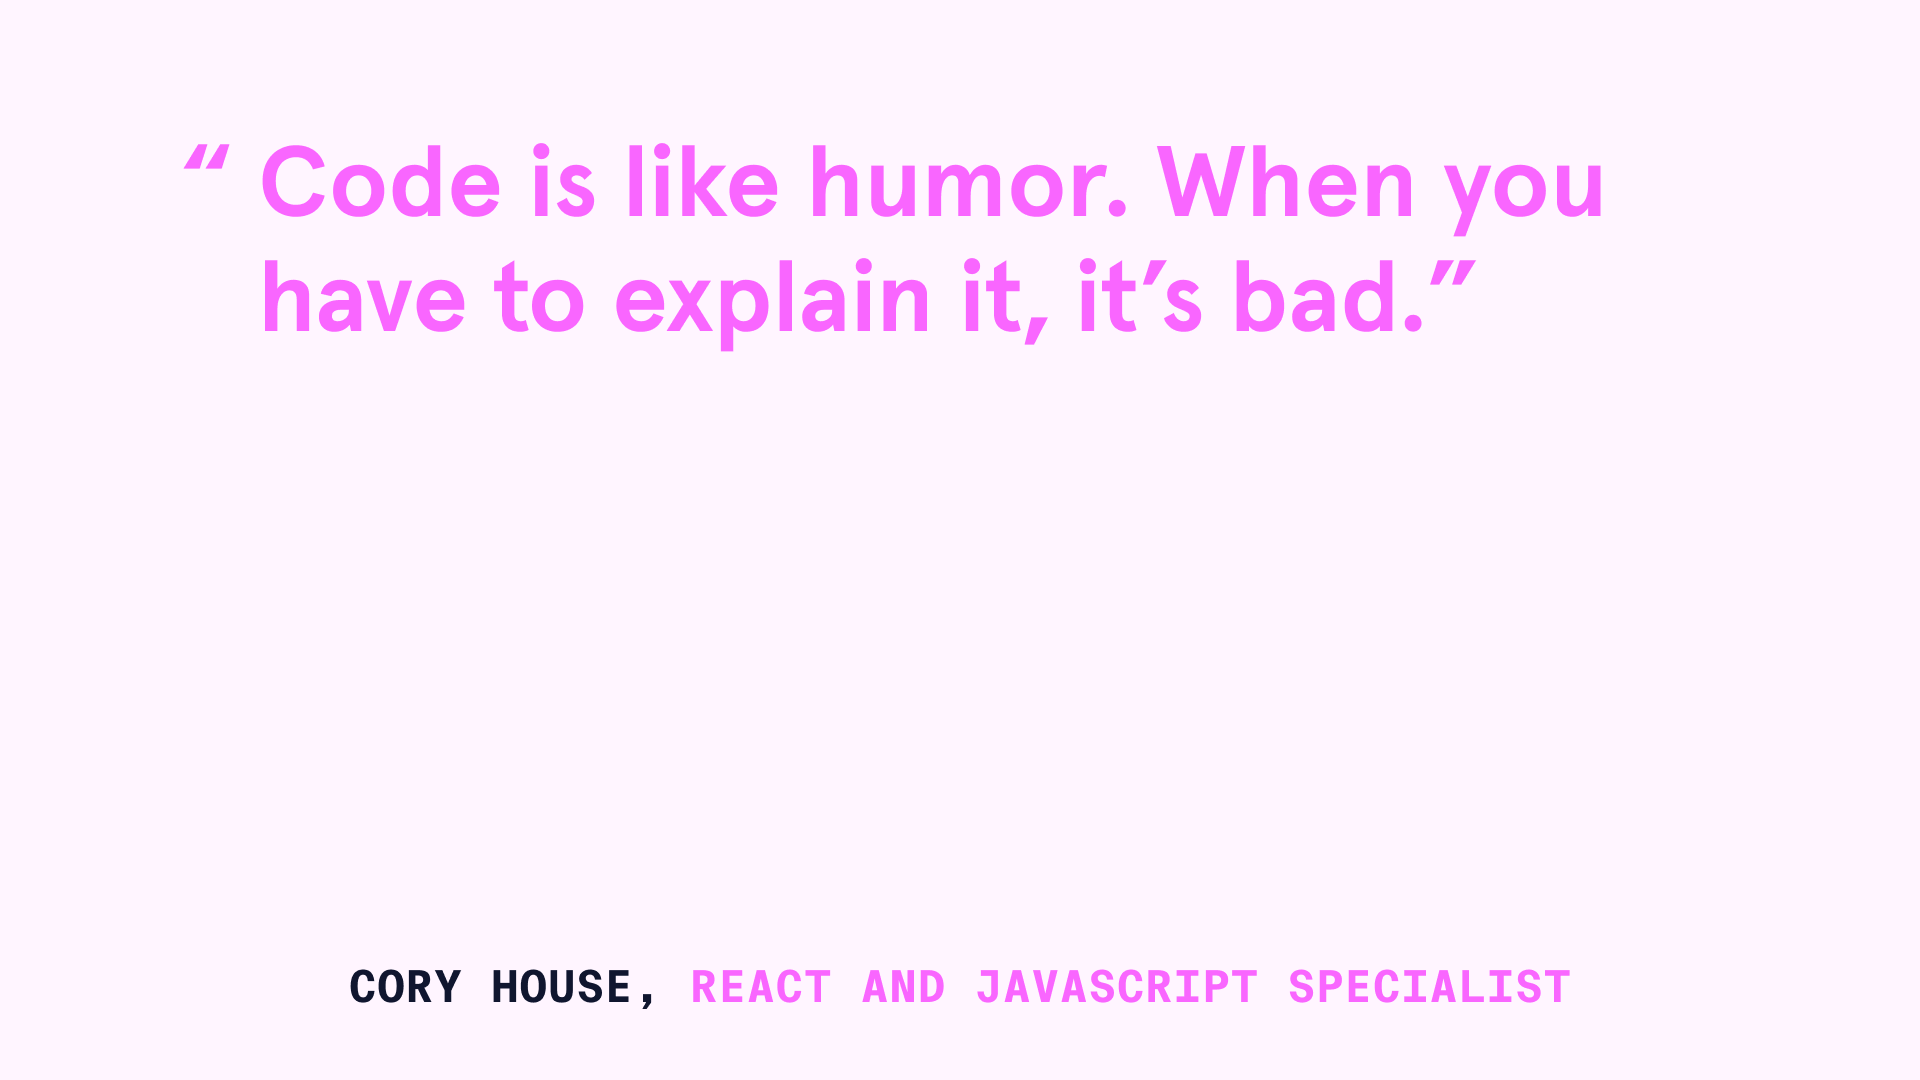 “ Code is like humor. When you
have to explain it, it’s bad.”
CORY HOUSE, REACT AND JAVASCRIPT SPECIALIST